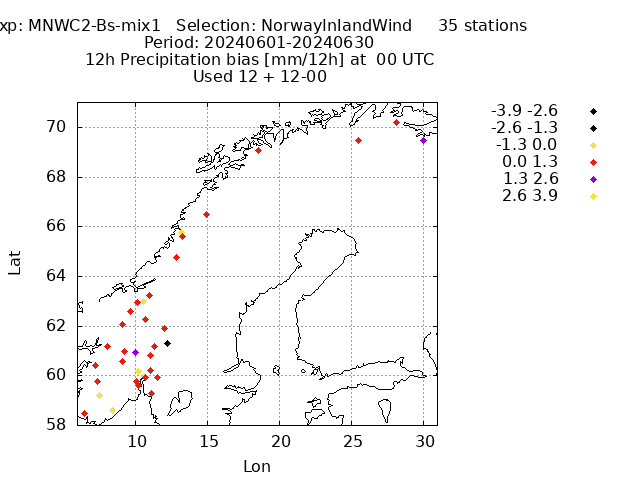 xp: MNWC2-Bs-mix1 Selection: NorwayInlandWind 35 stations
Period: 20240601-20240630
12h Precipitation bias [mm/12h] at 00 UTC
Used 12 + 12-00
-3.9 -2.6
-2.6 -1.3
-1.3 0.0
0.0 1.3
1.3 2.6
2.6 3.9
Lat
70
68
66
64
62
60
58
10 15 20 25 30
Lon